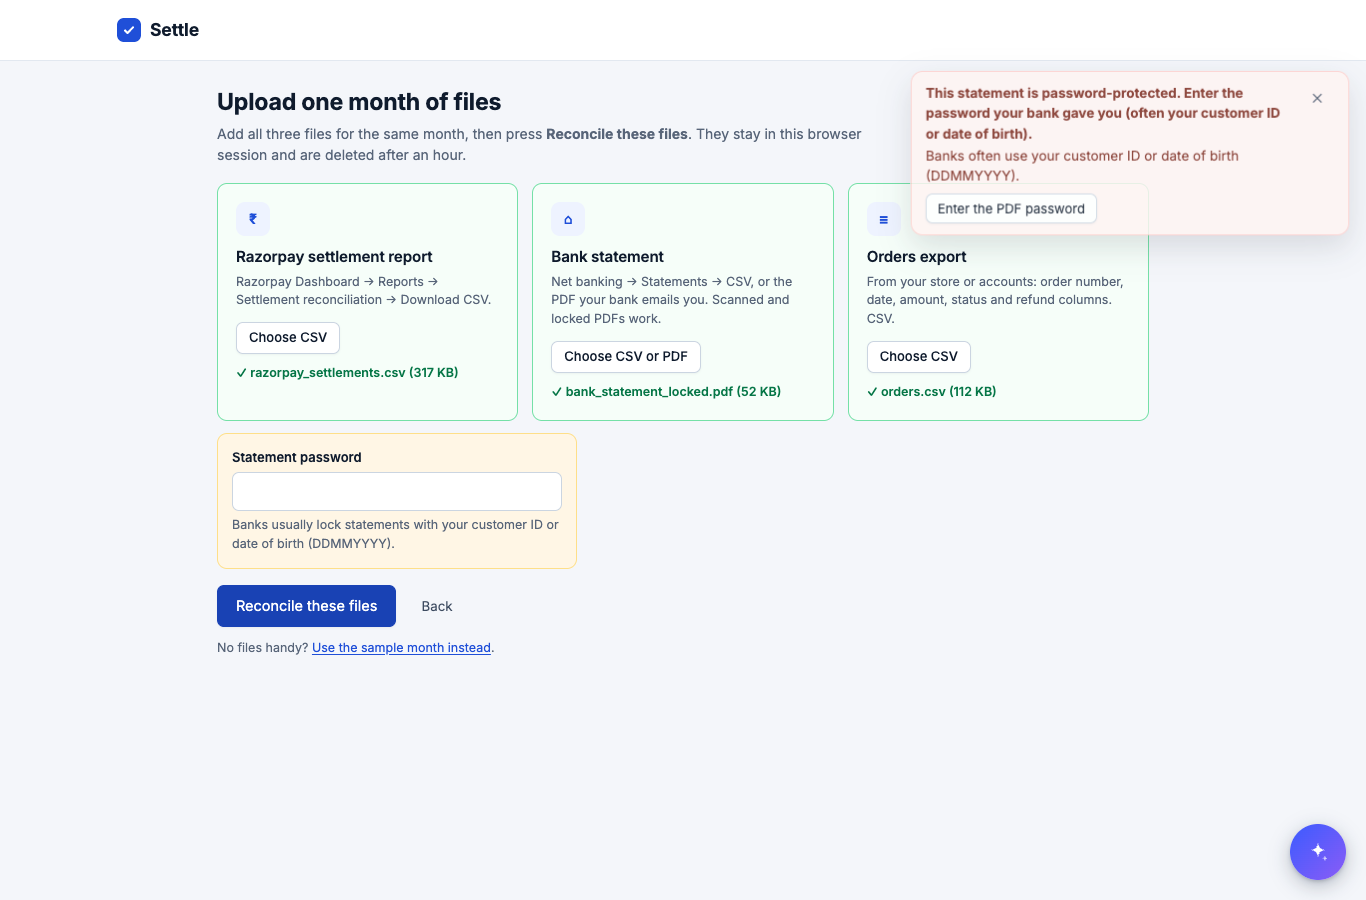 Settle
Upload one month of files
Add all three files for the same month, then press Reconcile these files. They stay in this browser
session and are deleted after an hour.
This statement is password-protected. Enter the
password your bank gave you (often your customer ID
or date of birth).
Banks often use your customer ID or date of birth
(DDMMYYYY).
Enter the PDF password
₹
Razorpay settlement report
Razorpay Dashboard → Reports →
Settlement reconciliation → Download CSV.
Choose CSV
✓ razorpay_settlements.csv (317 KB)
Bank statement
Net banking → Statements → CSV, or the
PDF your bank emails you. Scanned and
locked PDFs work.
Choose CSV or PDF
✓ bank_statement_locked.pdf (52 KB)
Orders export
From your store or accounts: order number,
date, amount, status and refund columns.
CSV.
Choose CSV
✓ orders.csv (112 KB)
Statement password
Banks usually lock statements with your customer ID or
date of birth (DDMMYYYY).
Reconcile these files
Back
No files handy? Use the sample month instead.